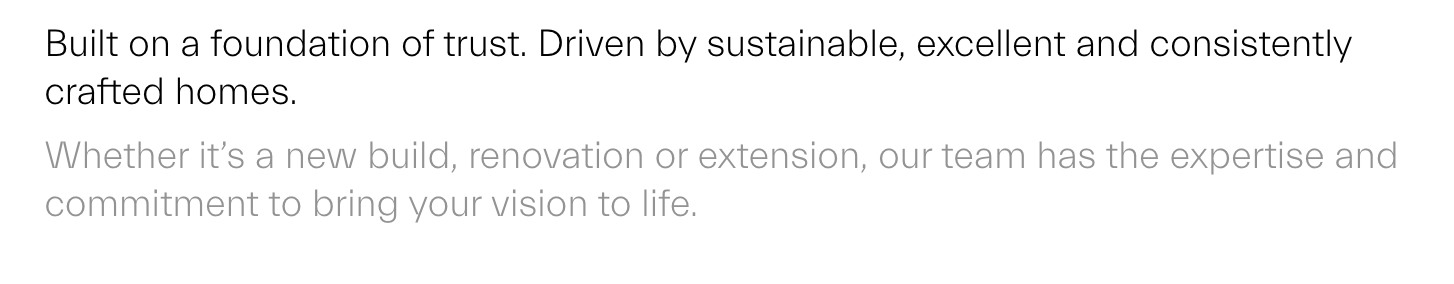 Built on a foundation of trust. Driven by sustainable, excellent and consistently
crafted homes.
Whether it’s a new build, renovation or extension, our team has the expertise and
commitment to bring your vision to life.